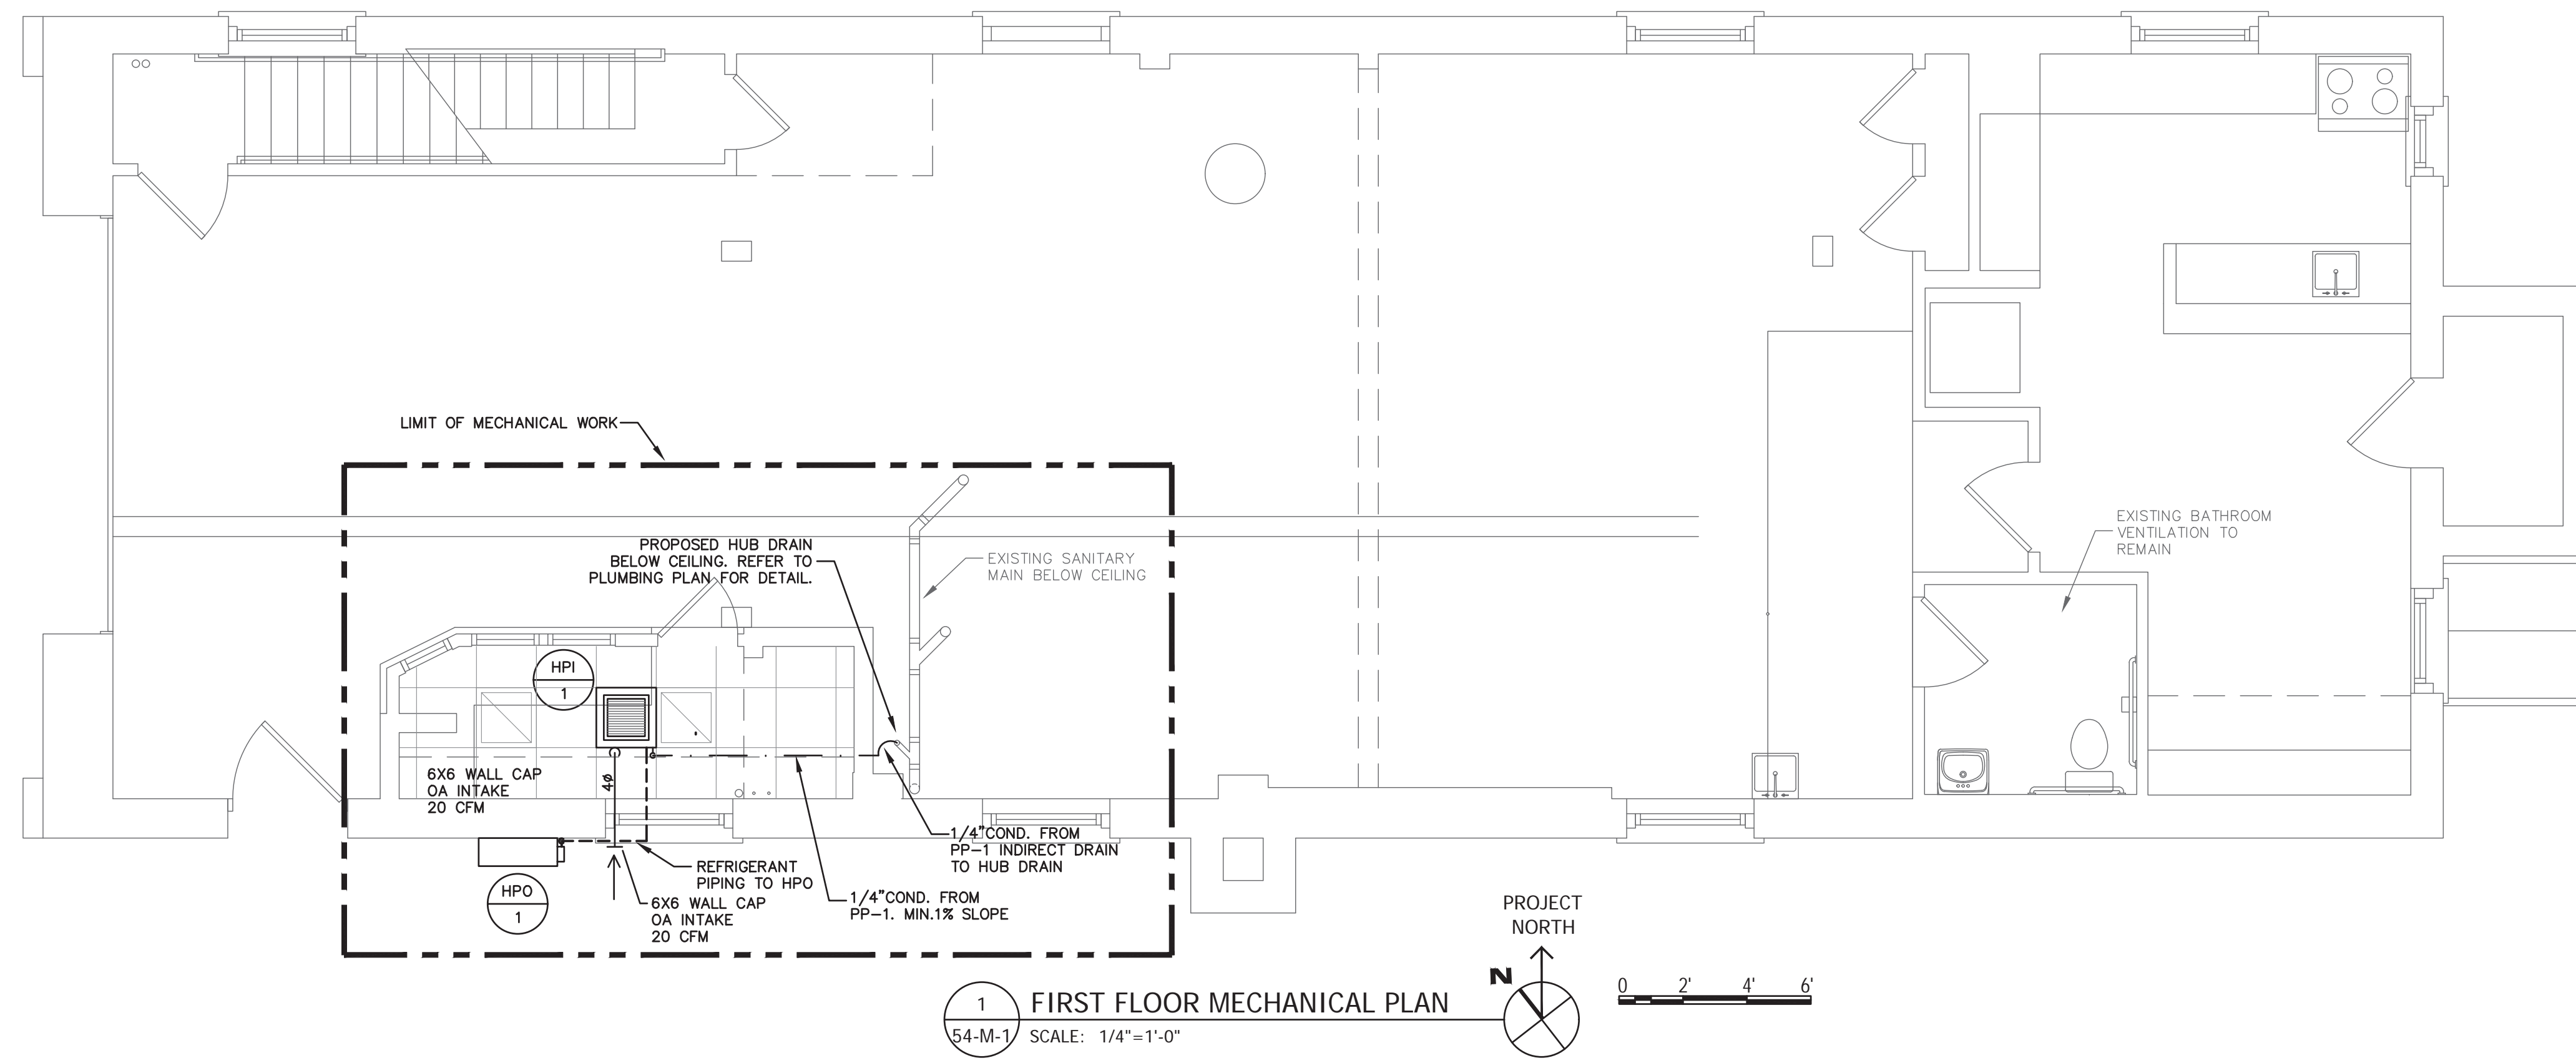 LIMIT OF MECHANICAL WORK
PROPOSED HUB DRAIN
BELOW CEILING. REFER TO
PLUMBING PLAN FOR DETAIL.
EXISTING SANITARY
MAIN BELOW CEILING
EXISTING BATHROOM
VENTILATION TO
REMAIN
HPI
1
6X6 WALL CAP
OA INTAKE
20 CFM
4ø
HPO
1
REFRIGERANT
PIPING TO HPO
6X6 WALL CAP
OA INTAKE
20 CFM
1/4"COND. FROM
PP-1 INDIRECT DRAIN
TO HUB DRAIN
1/4"COND. FROM
PP-1. MIN.1% SLOPE
PROJECT
NORTH
N
0 2' 4' 6'
1
54-M-1
FIRST FLOOR MECHANICAL PLAN
SCALE: 1/4"=1'-0"